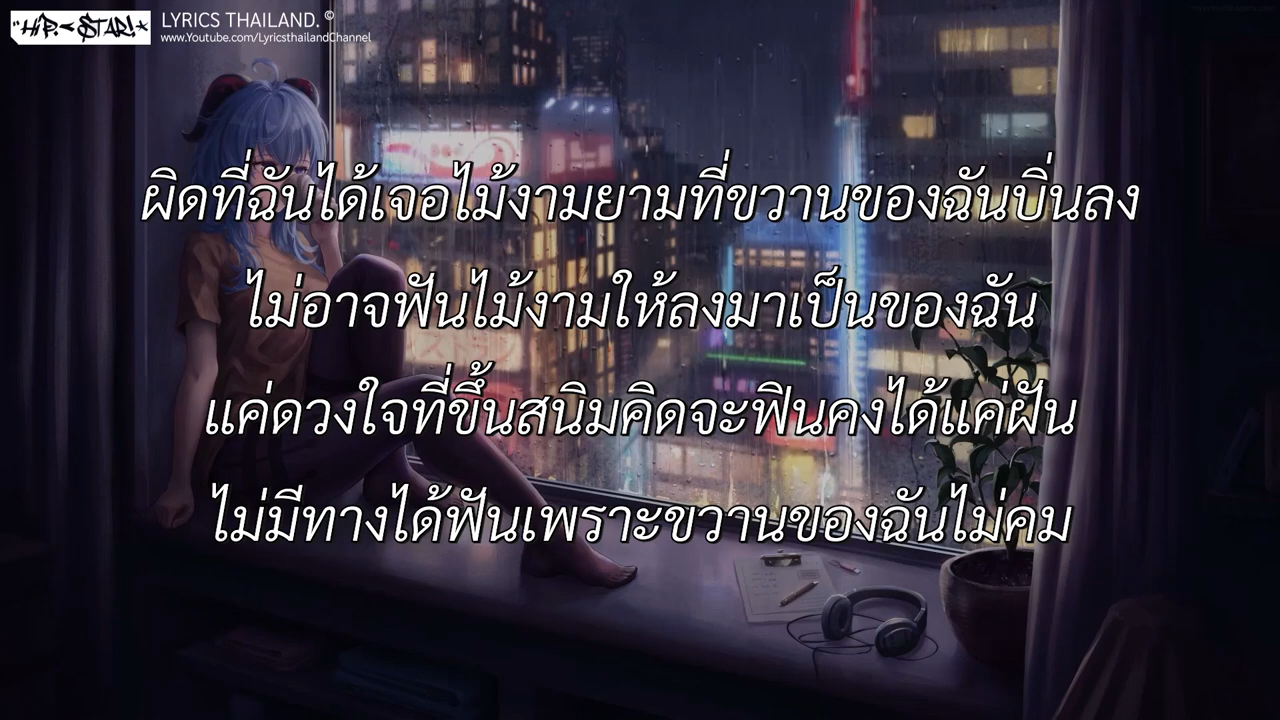 HIP-STAR!
LYRICS THAILAND. ©
www.Youtube.com/LyricsthailandChannel
ผิดที่ฉันได้เจอไม้งามยามที่ขวานของฉันบิ่นลง
ไม่อาจฟันไม้งามให้ลงมาเป็นของฉัน
แค่ดวงใจที่ขึ้นสนิมคิดจะฟินคงได้แค่ฝัน
ไม่มีทางได้ฟันเพราะขวานของฉันไม่คม